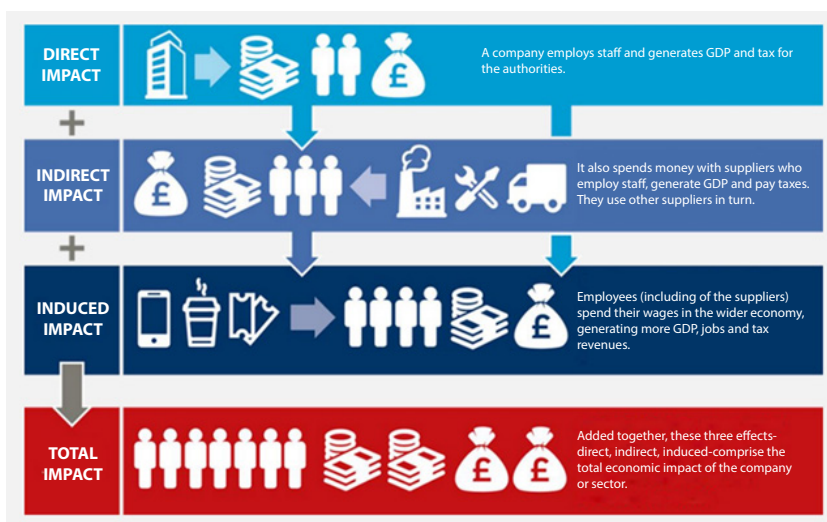 DIRECT
IMPACT
A company employs staff and generates GDP and tax for
the authorities.
£
+
INDIRECT
IMPACT
£
It also spends money with suppliers who
employ staff, generate GDP and pay taxes.
They use other suppliers in turn.
+
INDUCED
IMPACT
£
Employees (including of the suppliers)
spend their wages in the wider economy,
generating more GDP, jobs and tax
revenues.
TOTAL
IMPACT
£ £
Added together, these three effects-
direct, indirect, induced-comprise the
total economic impact of the company
or sector.